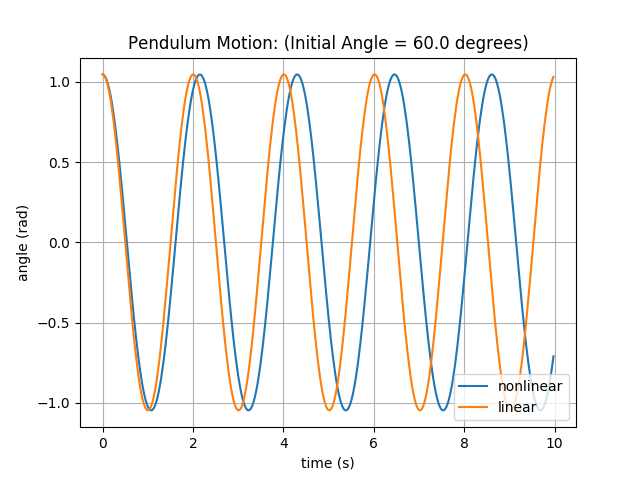 Pendulum Motion: (Initial Angle = 60.0 degrees)
1.0
0.5
0.0
−0.5
−1.0
angle (rad)
0
2
4
6
8
10
time (s)
nonlinear
linear